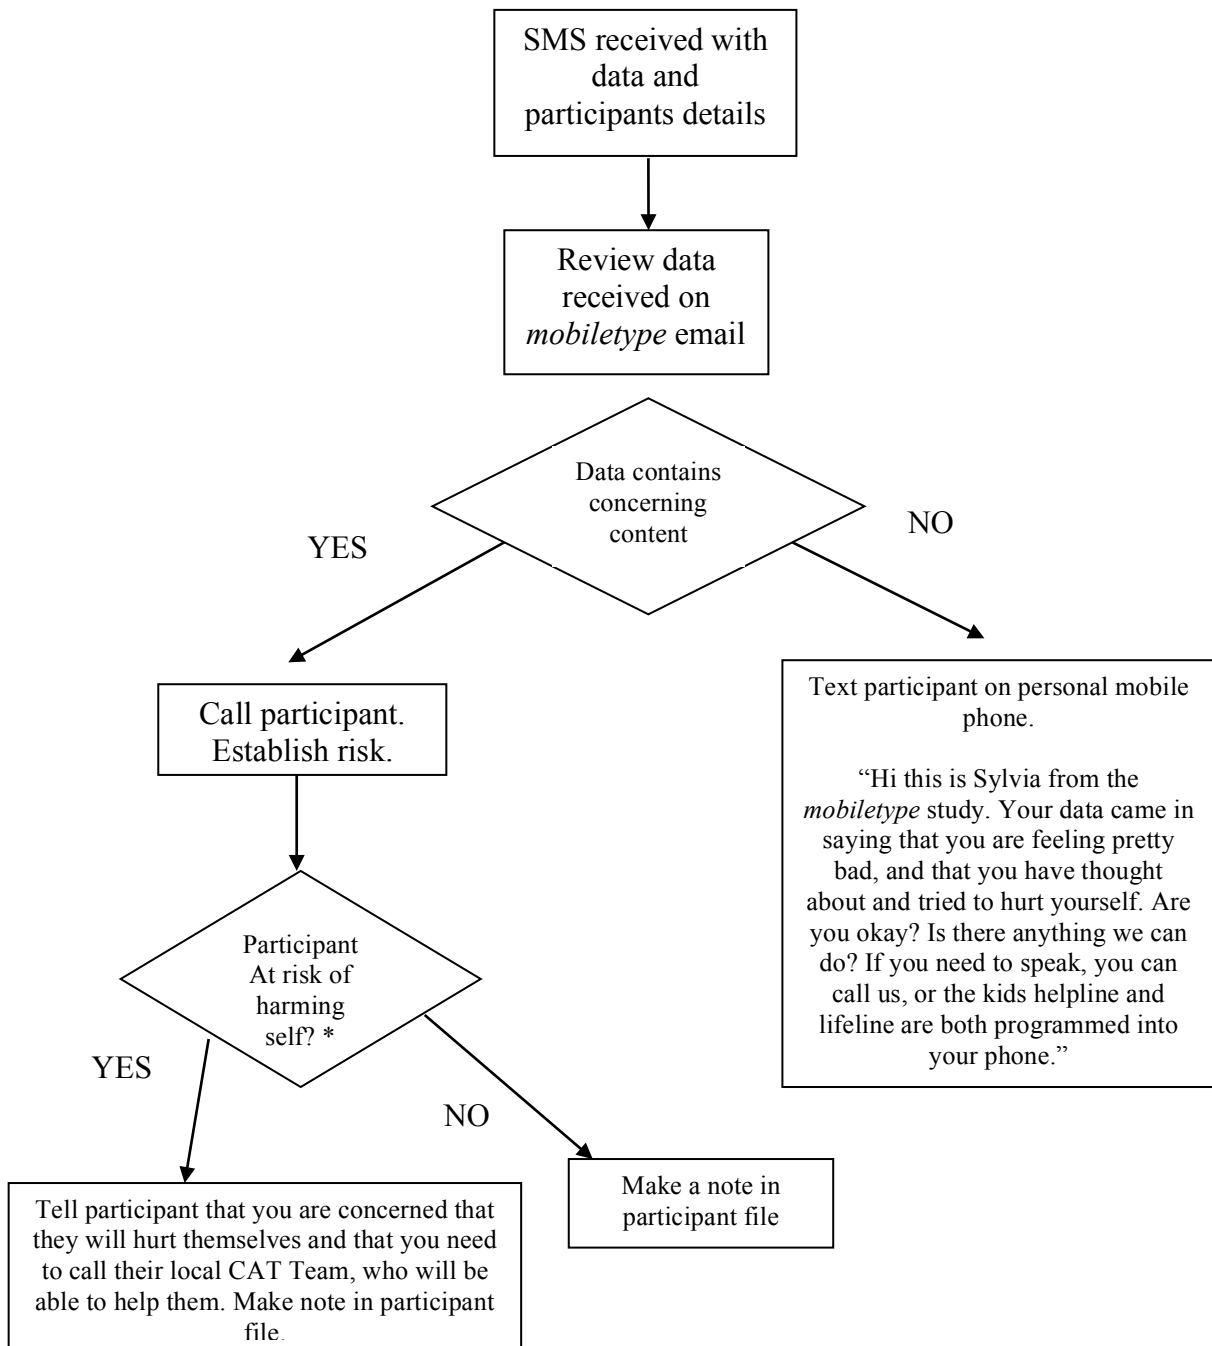 SMS received with
data and
participants details
Review data
received on
mobiletype email
Data contains
concerning
content
YES
NO
Call participant.
Establish risk.
Text participant on personal mobile
phone.
“Hi this is Sylvia from the
mobiletype study. Your data came in
saying that you are feeling pretty
bad, and that you have thought
about and tried to hurt yourself. Are
you okay? Is there anything we can
do? If you need to speak, you can
call us, or the kids helpline and
lifeline are both programmed into
your phone.”
Participant
At risk of
harming
self? *
YES
NO
Make a note in
participant file
Tell participant that you are concerned that
they will hurt themselves and that you need
to call their local CAT Team, who will be
able to help them. Make note in participant
file.